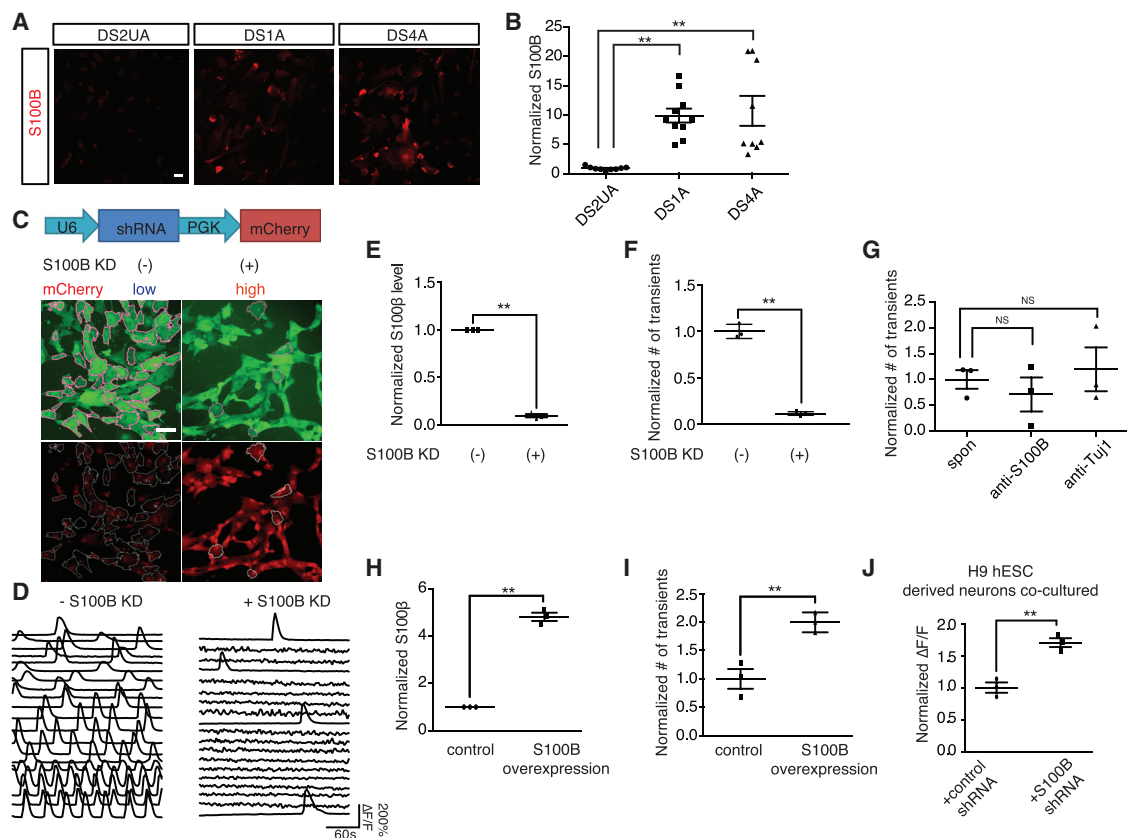 A
DS2UA
DS1A
DS4A
S100B
B
Normalized S100B
25
20
15
10
5
0
**
**
DS2UA
DS1A
DS4A
C
U6
shRNA
PGK
mCherry
S100B KD
(-)
(+)
mCherry
low
high
D
- S100B KD
+ S100B KD
200%
ΔF/F
60s
E
Normalized S100β level
1.5
1.0
0.5
0.0
**
S100B KD
(-)
(+)
F
Normalized # of transients
1.5
1.0
0.5
0.0
**
S100B KD
(-)
(+)
G
Normalized # of transients
2.5
2.0
1.5
1.0
0.5
0.0
NS
NS
spon
anti-S100B
anti-Tuj1
H
Normalized S100β
6
4
2
0
**
control
S100B
overexpression
I
Normalized # of transients
2.5
2.0
1.5
1.0
0.5
0.0
**
control
S100B
overexpression
J
H9 hESC
derived neurons co-cultured
Normalized ΔF/F
2.0
1.5
1.0
0.5
0.0
**
+control
shRNA
+S100B
shRNA